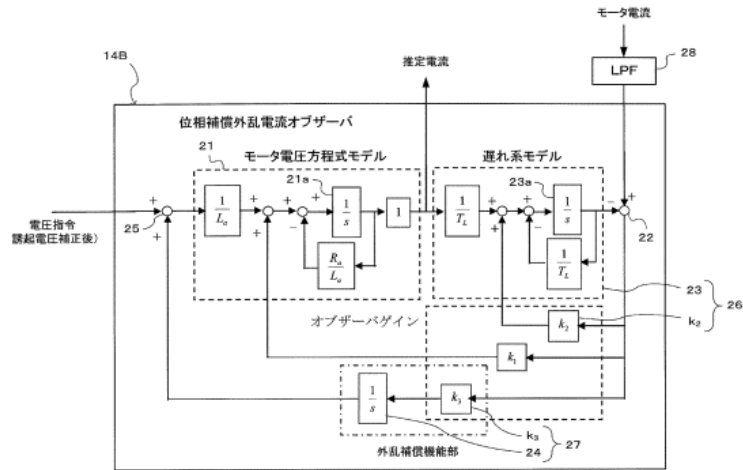 モータ電流
14B
推定電流
LPF
28
位相補償外乱電流オブザーバ
21
モータ電圧方程式モデル
遅れ系モデル
21a
23a
電圧指令
誘起電圧補正後)
+
+
25
1/La
+
+
+
−
1/s
1
Ra/La
1/TL
+
+
+
−
1/s
1/TL
−
+
22
23
26
k2
オブザーバゲイン
k2
k1
1/s
k3
k3
24
27
外乱補償機能部